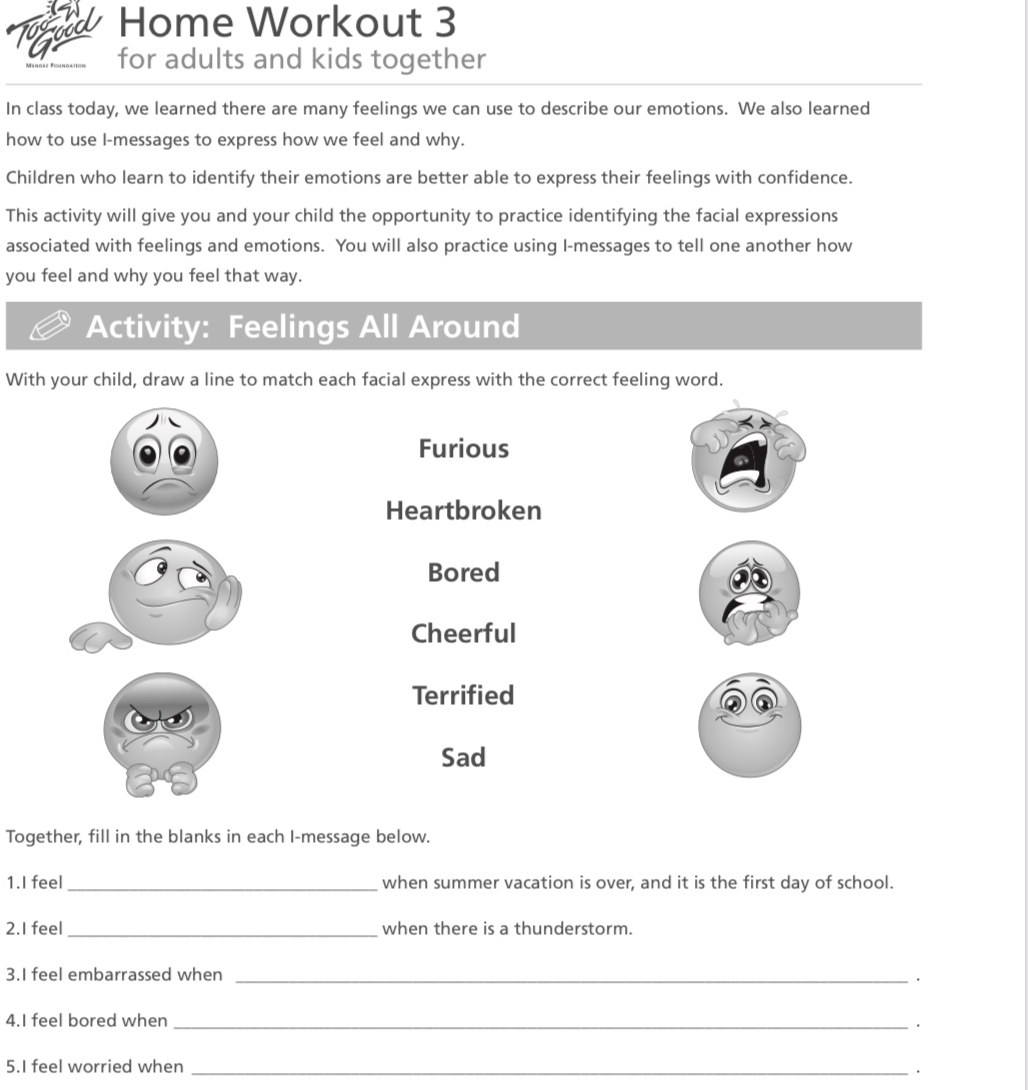 Too Good
MENDEZ FOUNDATION
Home Workout 3
for adults and kids together
In class today, we learned there are many feelings we can use to describe our emotions. We also learned
how to use I-messages to express how we feel and why.
Children who learn to identify their emotions are better able to express their feelings with confidence.
This activity will give you and your child the opportunity to practice identifying the facial expressions
associated with feelings and emotions. You will also practice using I-messages to tell one another how
you feel and why you feel that way.
Activity: Feelings All Around
With your child, draw a line to match each facial express with the correct feeling word.
Furious
Heartbroken
Bored
Cheerful
Terrified
Sad
Together, fill in the blanks in each I-message below.
1.I feel ______________________________ when summer vacation is over, and it is the first day of school.
2.I feel ______________________________ when there is a thunderstorm.
3.I feel embarrassed when ______________________________ .
4.I feel bored when ______________________________ .
5.I feel worried when ______________________________ .